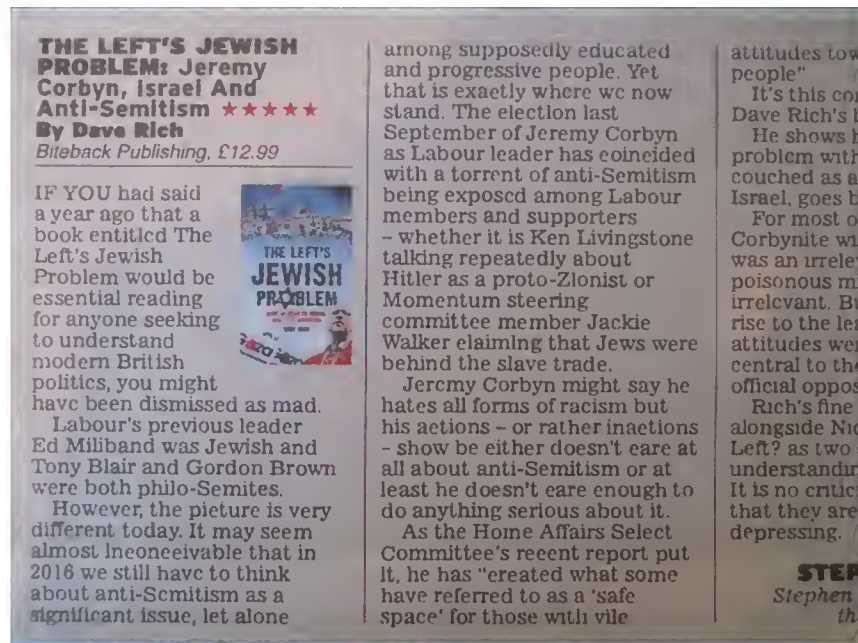 THE LEFT'S JEWISH
PROBLEM: Jeremy
Corbyn, Israel And
Anti-Semitism ★★★★★
By Dave Rich
Biteback Publishing, £12.99
IF YOU had said
a year ago that a
book entitled The
Left's Jewish
Problem would be
essential reading
for anyone seeking
to understand
modern British
politics, you might
have been dismissed as mad.
Labour's previous leader
Ed Miliband was Jewish and
Tony Blair and Gordon Brown
were both philo-Semites.
However, the picture is very
different today. It may seem
almost inconceivable that in
2016 we still have to think
about anti-Semitism as a
significant issue, let alone
THE LEFT'S
JEWISH
PROBLEM
among supposedly educated
and progressive people. Yet
that is exactly where we now
stand. The election last
September of Jeremy Corbyn
as Labour leader has coincided
with a torrent of anti-Semitism
being exposed among Labour
members and supporters
– whether it is Ken Livingstone
talking repeatedly about
Hitler as a proto-Zionist or
Momentum steering
committee member Jackie
Walker claiming that Jews were
behind the slave trade.
Jeremy Corbyn might say he
hates all forms of racism but
his actions – or rather inactions
– show be either doesn't care at
all about anti-Semitism or at
least he doesn't care enough to
do anything serious about it.
As the Home Affairs Select
Committee's recent report put
it, he has "created what some
have referred to as a 'safe
space' for those with vile
attitudes
people"
It's this
Dave Rich's
He shows
problem with
couched as a
Israel, goes
For most
Corbynite
was an
poisonous
irrelevant.
rise to the
attitudes
central to
official
Rich's fine
alongside
Left? as two
It is no
that they are
depressing.
Stephen